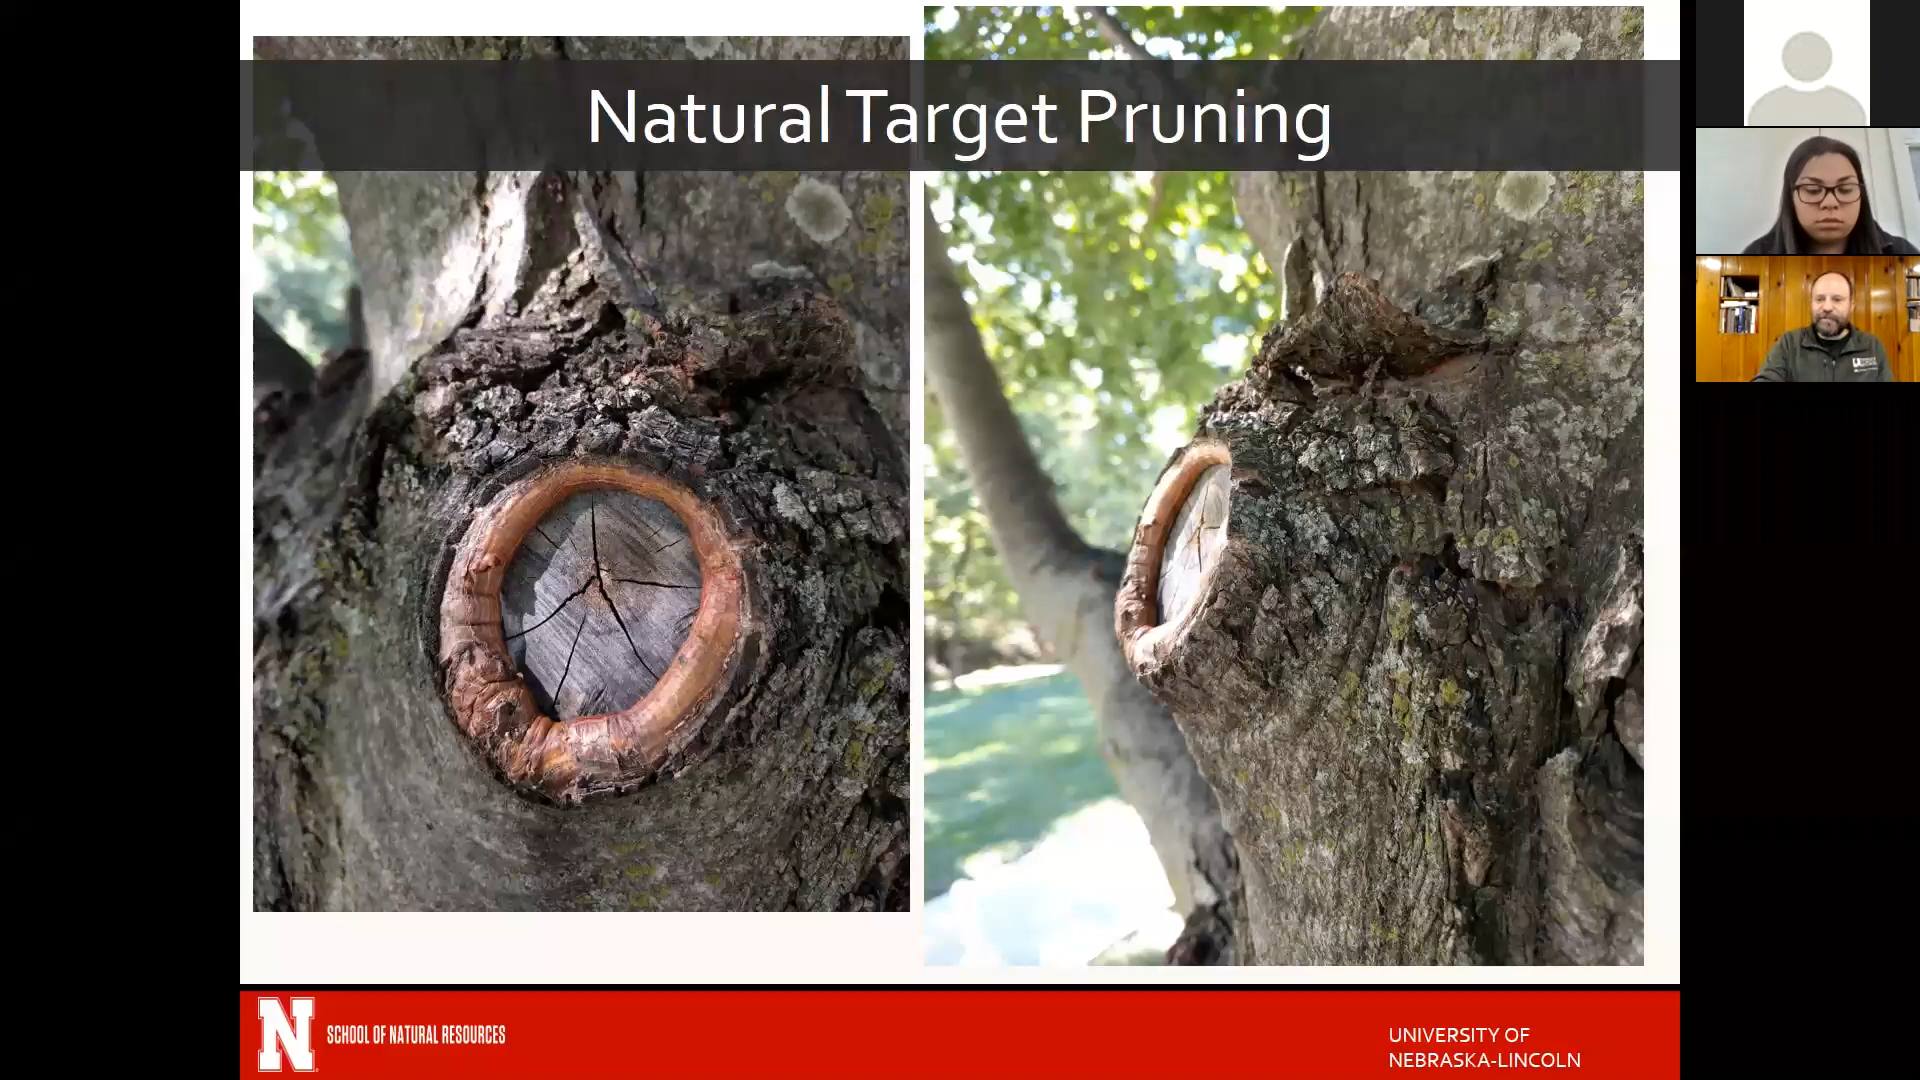 Natural Target Pruning
N
SCHOOL OF NATURAL RESOURCES
UNIVERSITY OF
NEBRASKA-LINCOLN